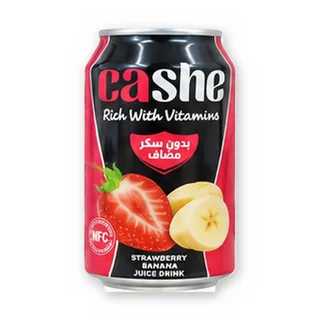 cashe
Rich With Vitamins
بدون سكر
مضاف
NFC
STRAWBERRY
BANANA
JUICE DRINK